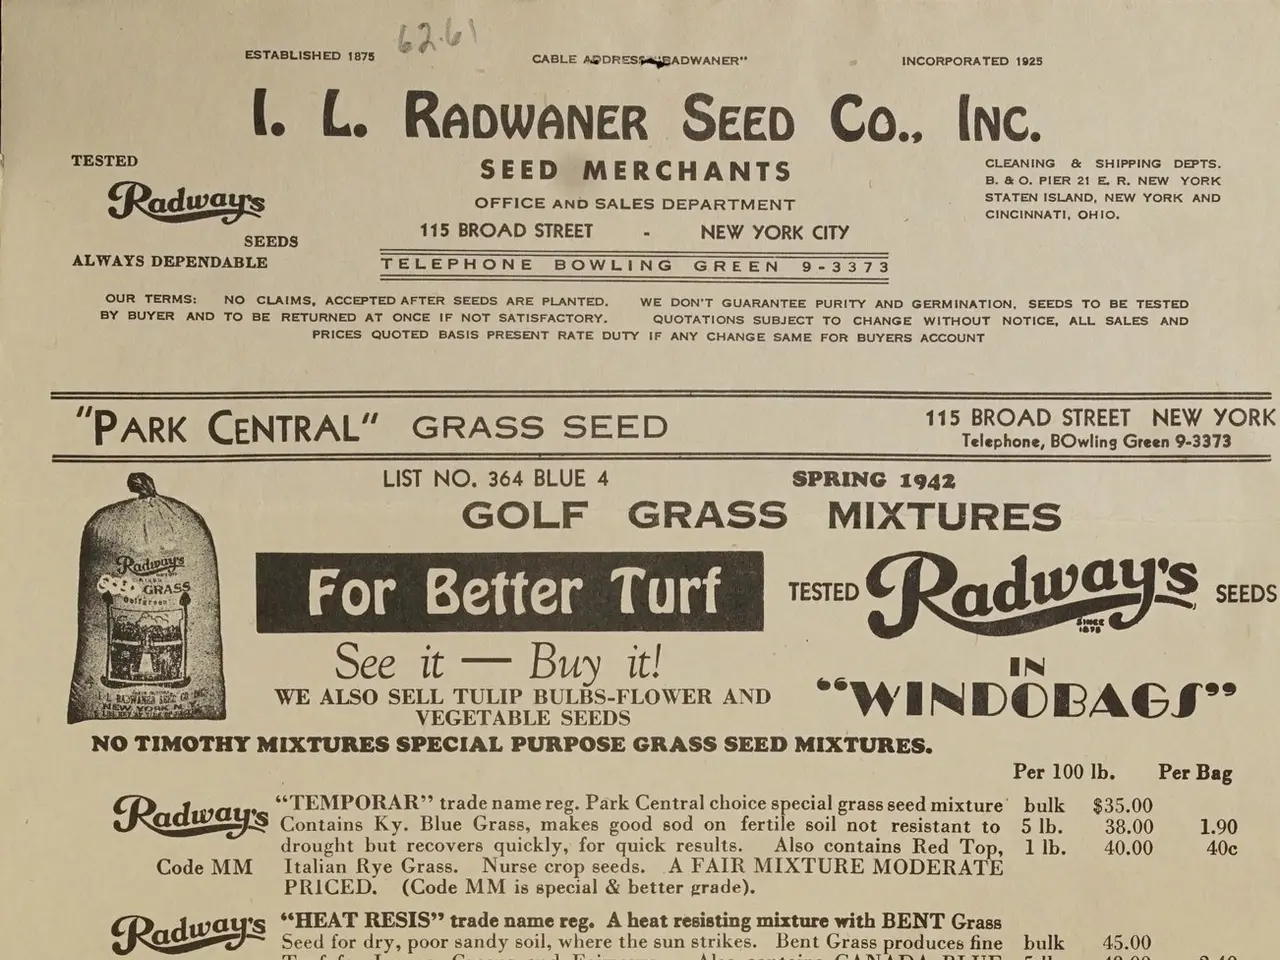 62.61
ESTABLISHED 1875
CABLE ADDRESS "RADWANER"
INCORPORATED 1925
I. L. RADWANER SEED CO., INC.
SEED MERCHANTS
OFFICE AND SALES DEPARTMENT
115 BROAD STREET - NEW YORK CITY
TELEPHONE BOWLING GREEN 9-3373
TESTED
Radway's
SEEDS
ALWAYS DEPENDABLE
CLEANING & SHIPPING DEPTS.
B. & O. PIER 21 E. R. NEW YORK
STATEN ISLAND, NEW YORK AND
CINCINNATI, OHIO.
OUR TERMS: NO CLAIMS, ACCEPTED AFTER SEEDS ARE PLANTED. WE DON'T GUARANTEE PURITY AND GERMINATION, SEEDS TO BE TESTED
BY BUYER AND TO BE RETURNED AT ONCE IF NOT SATISFACTORY. QUOTATIONS SUBJECT TO CHANGE WITHOUT NOTICE, ALL SALES AND
PRICES QUOTED BASIS PRESENT RATE DUTY IF ANY CHANGE SAME FOR BUYERS ACCOUNT
"PARK CENTRAL" GRASS SEED
115 BROAD STREET NEW YORK
Telephone, BOwling Green 9-3373
LIST NO. 364 BLUE 4
SPRING 1942
GOLF GRASS MIXTURES
Radway's
GRASS
I. L. RADWANER SEED CO. INC.
NEW YORK N.Y.
For Better Turf
See it — Buy it!
WE ALSO SELL TULIP BULBS-FLOWER AND
VEGETABLE SEEDS
TESTED Radway's SEEDS
SINCE
1875
IN
"WINDOBAGS"
NO TIMOTHY MIXTURES SPECIAL PURPOSE GRASS SEED MIXTURES.
Per 100 lb. Per Bag
Radway's "TEMPORAR" trade name reg. Park Central choice special grass seed mixture bulk $35.00
Contains Ky. Blue Grass, makes good sod on fertile soil not resistant to 5 lb. 38.00 1.90
drought but recovers quickly, for quick results. Also contains Red Top, 1 lb. 40.00 40c
Code MM Italian Rye Grass. Nurse crop seeds. A FAIR MIXTURE MODERATE
PRICED. (Code MM is special & better grade).
Radway's "HEAT RESIS" trade name reg. A heat resisting mixture with BENT Grass
Seed for dry, poor sandy soil, where the sun strikes. Bent Grass produces fine bulk 45.00